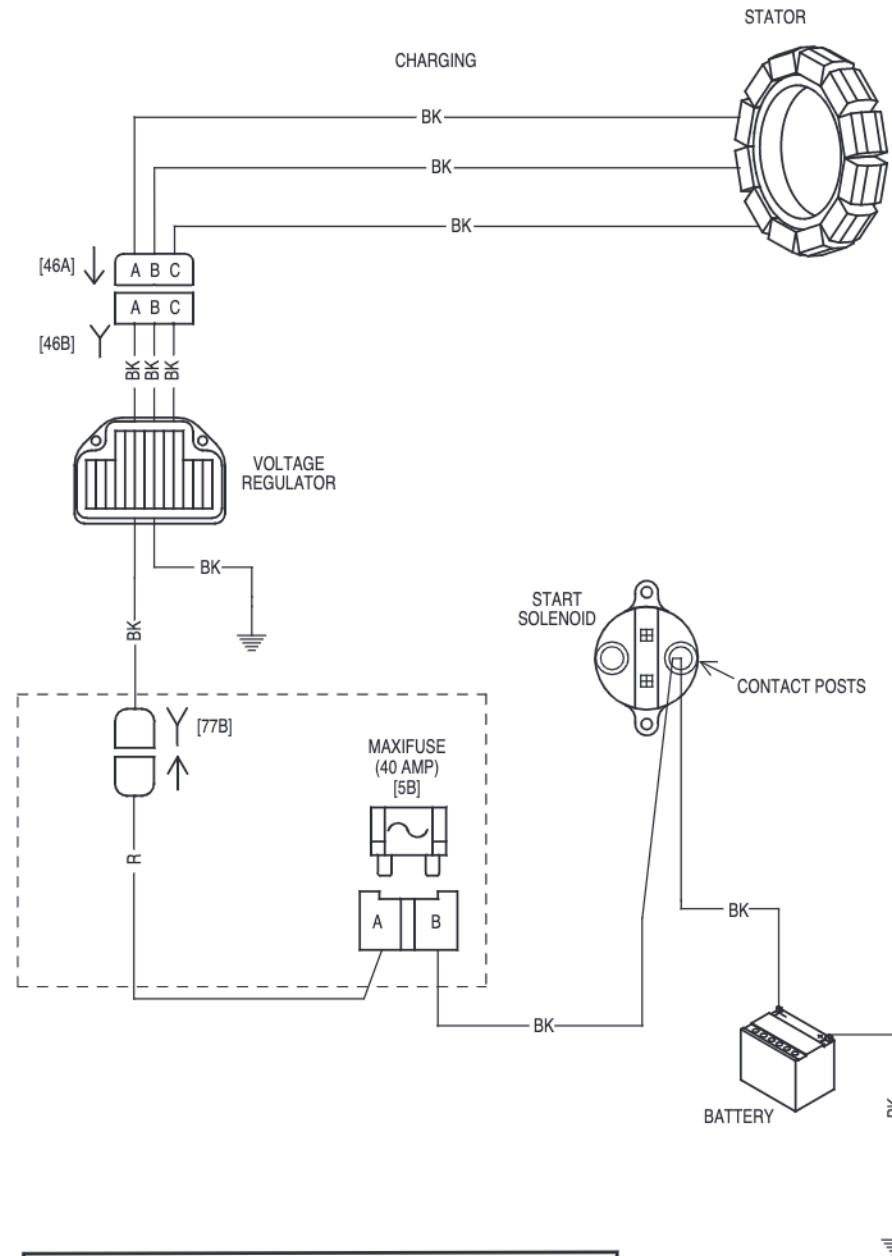 STATOR
CHARGING
BK
BK
BK
[46A]
A B C
A B C
[46B]
BK BK BK
VOLTAGE
REGULATOR
BK
START
SOLENOID
BK
CONTACT POSTS
[77B]
MAXIFUSE
(40 AMP)
[5B]
R
A B
BK
BK
BATTERY
BK